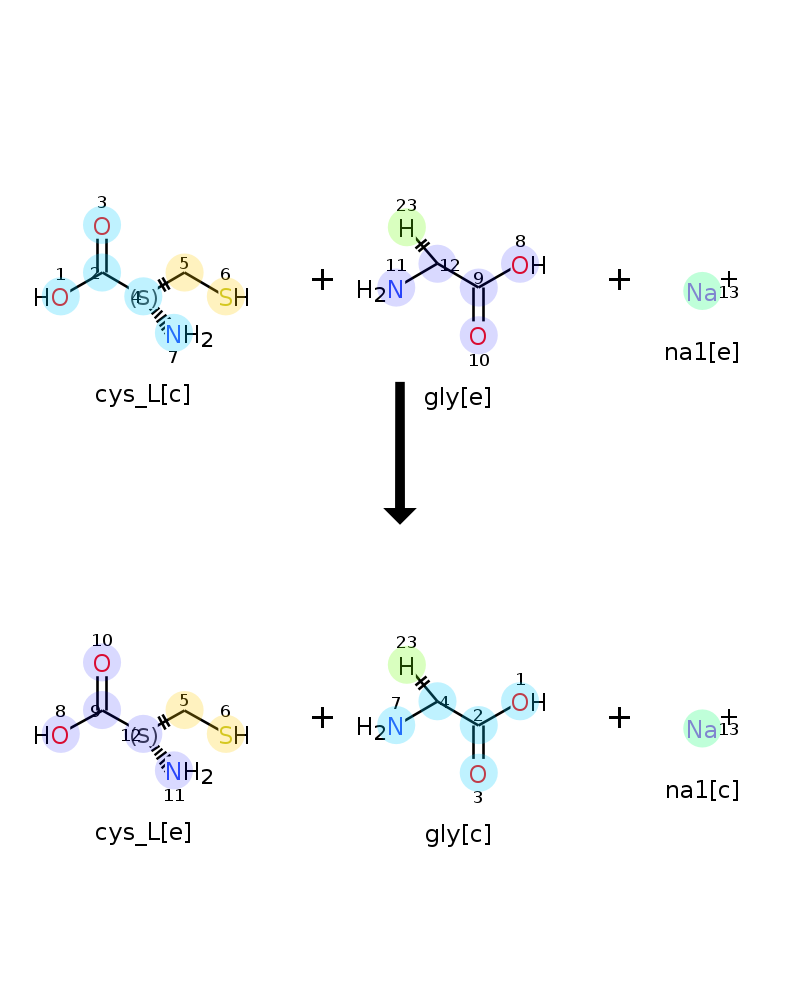 3
O
1
HO
2
4
(S)
5
6
SH
NH2
7
cys_L[c]
+
23
H
11
H2N
12
9
8
OH
O
10
gly[e]
+
Na+
13
na1[e]
10
O
8
HO
9
12
(S)
5
6
SH
NH2
11
cys_L[e]
+
23
H
7
H2N
4
2
1
OH
O
3
gly[c]
+
Na+
13
na1[c]